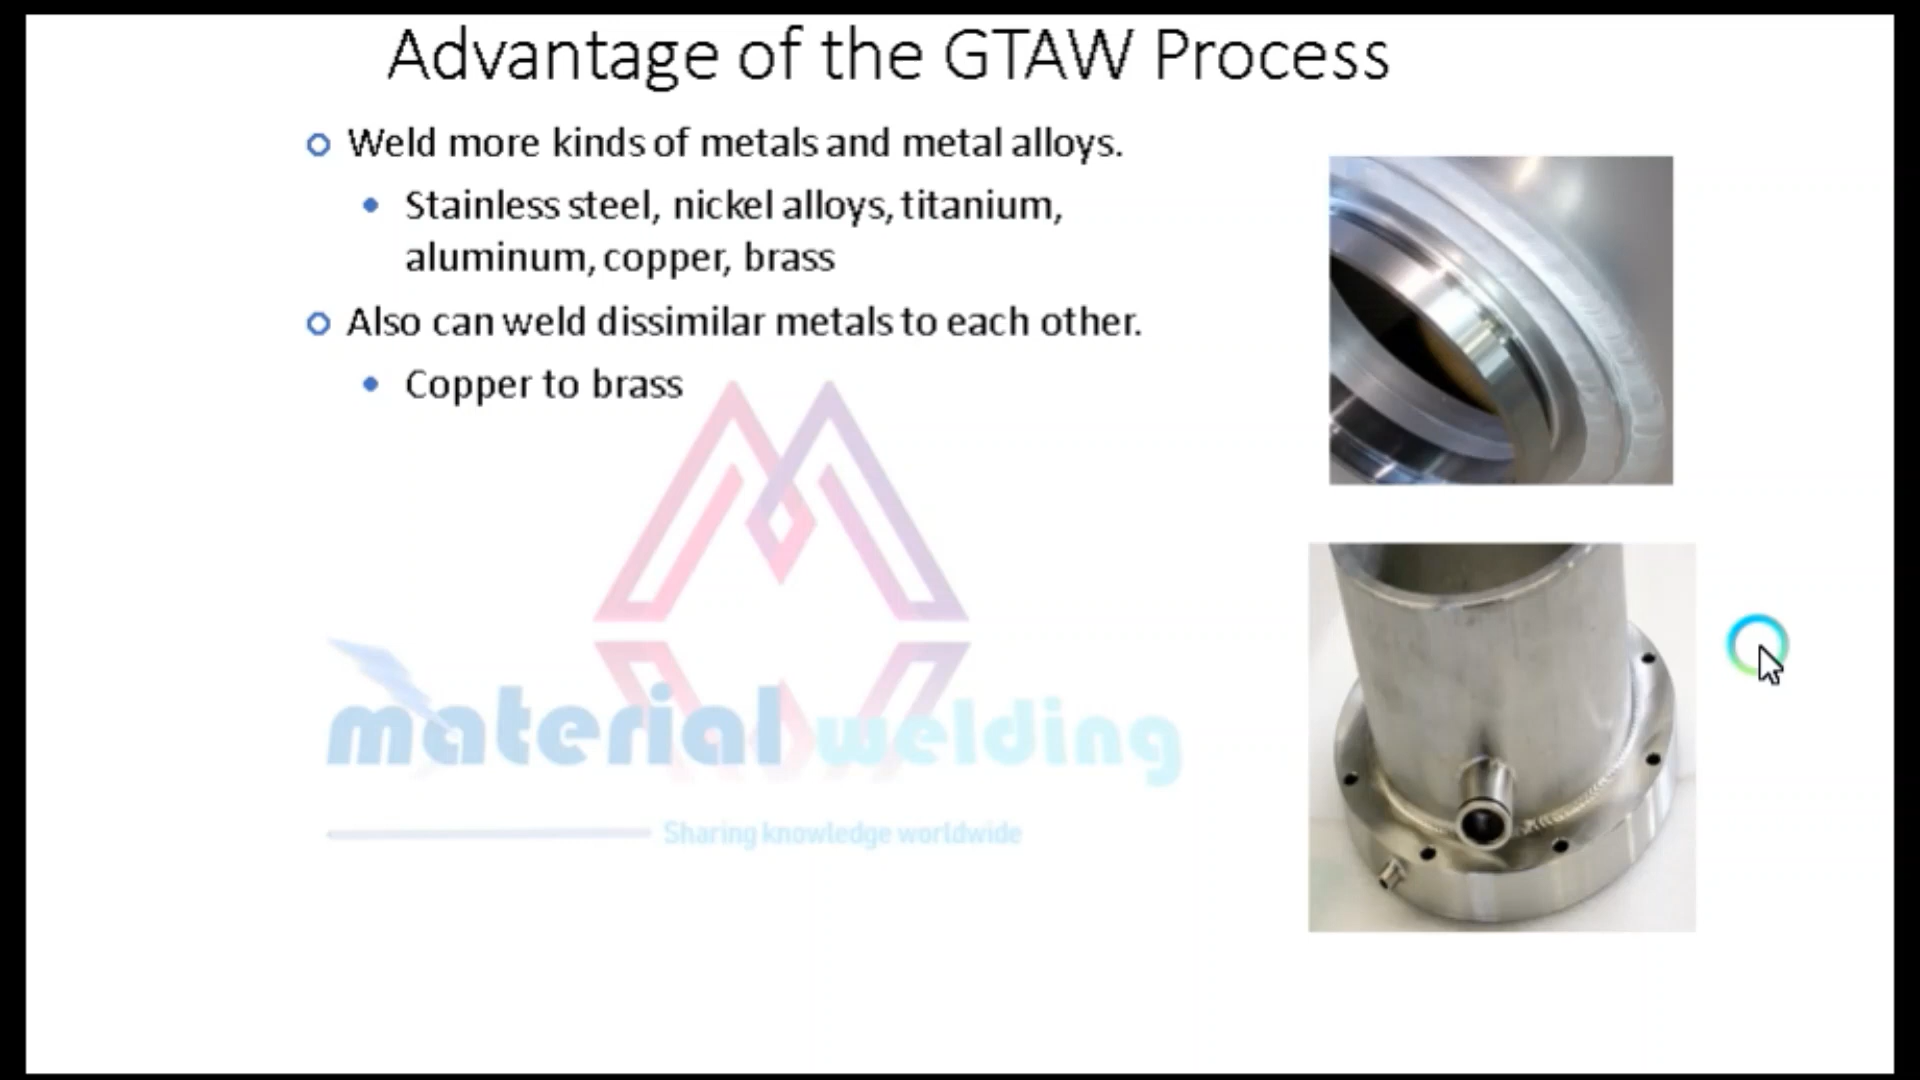 Advantage of the GTAW Process
Weld more kinds of metals and metal alloys.
Stainless steel, nickel alloys, titanium,
aluminum, copper, brass
Also can weld dissimilar metals to each other.
Copper to brass
material welding
Sharing knowledge worldwide